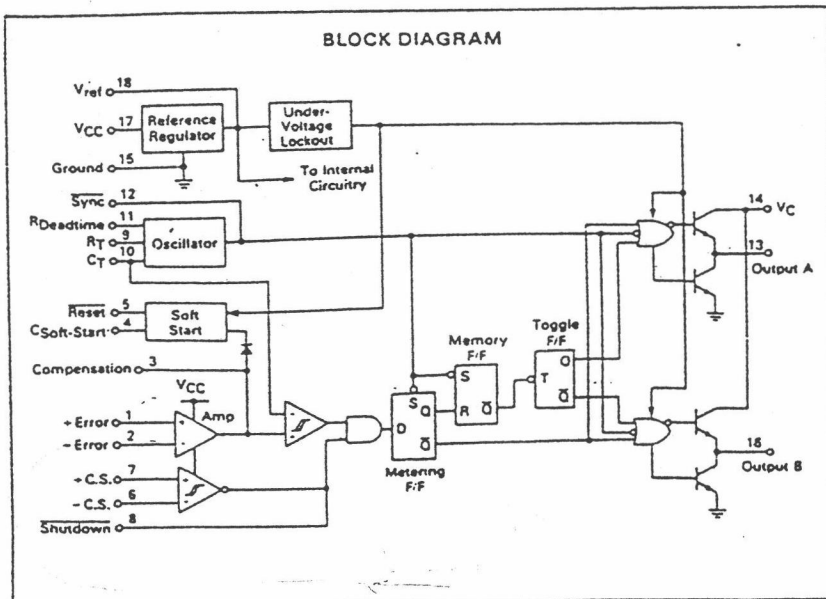 BLOCK DIAGRAM
Vref 18
VCC 17
Reference
Regulator
Under-
Voltage
Lockout
Ground 15
To Internal
Circuitry
Sync 12
RDeadtime 11
RT 9
CT 10
Oscillator
14 VC
13
Output A
Reset 5
CSoft-Start 4
Soft
Start
Compensation 3
VCC
Amp
+ Error 1
+
− Error 2
-
+ C.S. 7
+
− C.S. 6
-
Shutdown 8
D
S
Q
Q
Metering
F/F
Memory
F/F
S
R
Q
Toggle
F/F
T
Q
Q
16
Output B